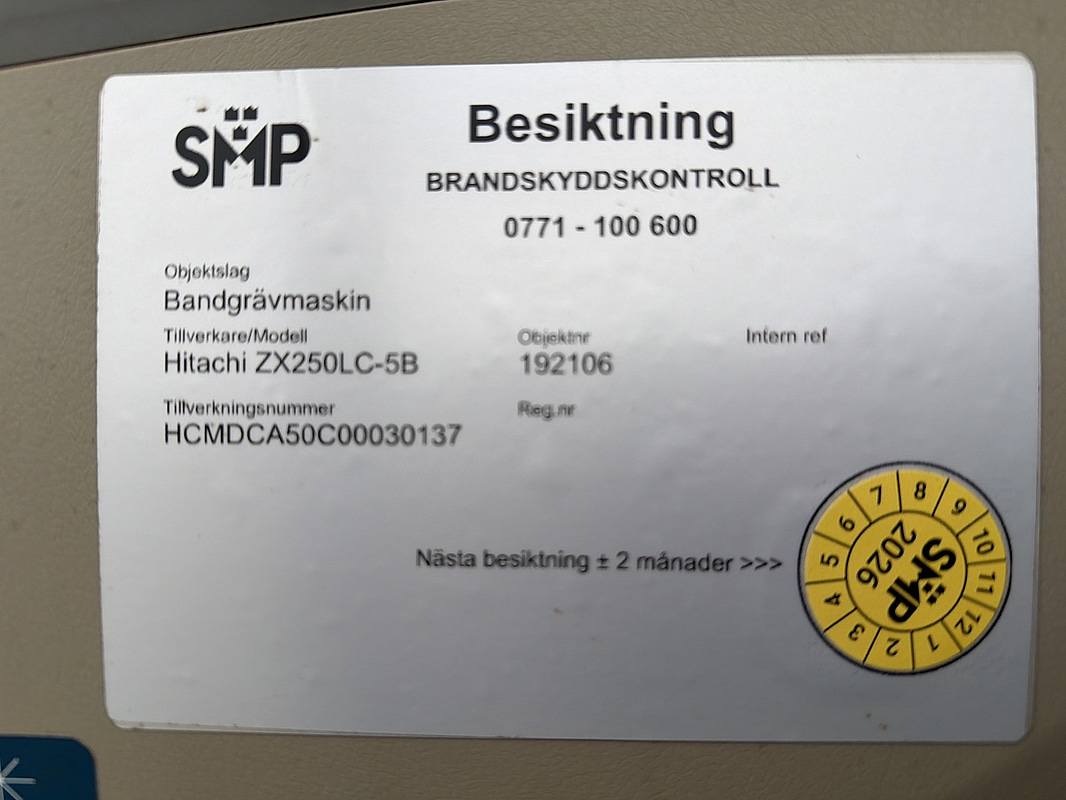 SMP
Besiktning
BRANDSKYDDSKONTROLL
0771 - 100 600
Objektslag
Bandgrävmaskin
Tillverkare/Modell
Objektnr
Intern ref
Hitachi ZX250LC-5B
192106
Tillverkningsnummer
Reg.nr
HCMDCA50C00030137
Nästa besiktning ± 2 månader >>>
1 2 3 4 5 6 7 8 9 10 11 12
SMP
2026